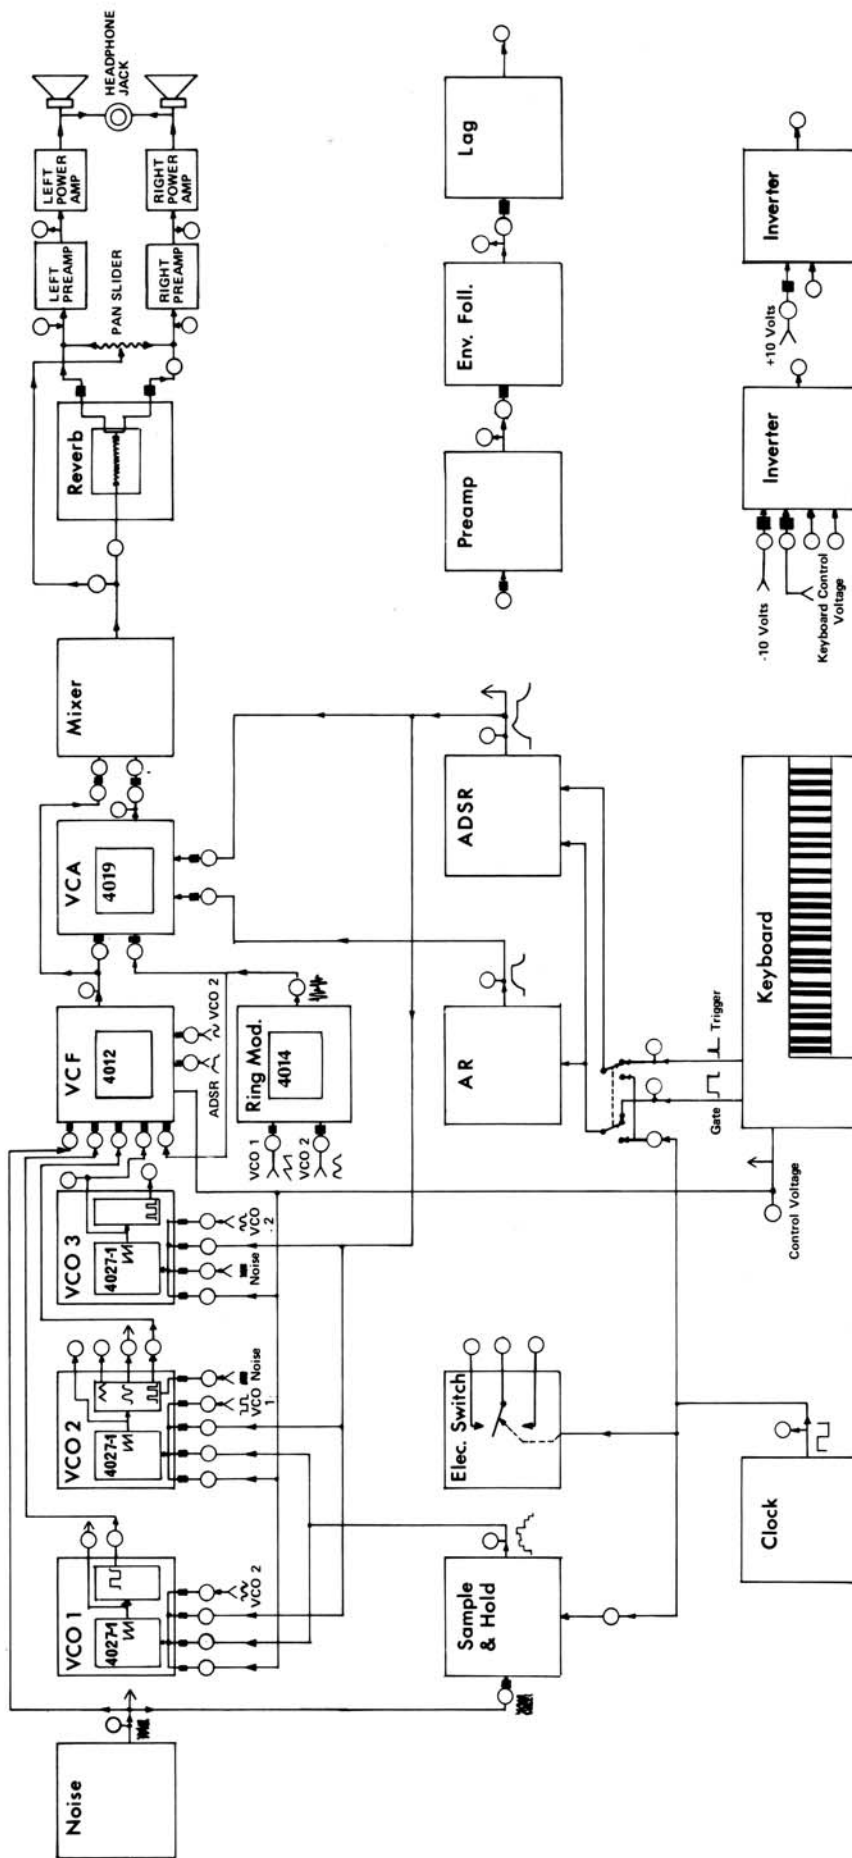 Noise
VCO 1
4027-1
VCO 2
VCO 2
4027-1
VCO
1
Noise
VCO 3
4027-1
Noise
VCO
2
VCF
4012
ADSR
VCO 2
Ring Mod.
4014
VCO 1
VCO 2
VCA
4019
Mixer
Reverb
PAN SLIDER
LEFT
PREAMP
RIGHT
PREAMP
LEFT
POWER
AMP
RIGHT
POWER
AMP
HEADPHONE
JACK
Sample
& Hold
Elec. Switch
AR
ADSR
Preamp
Env. Foll.
Lag
Clock
Control Voltage
Gate
Trigger
Keyboard
-10 Volts
Keyboard Control
Voltage
Inverter
+10 Volts
Inverter